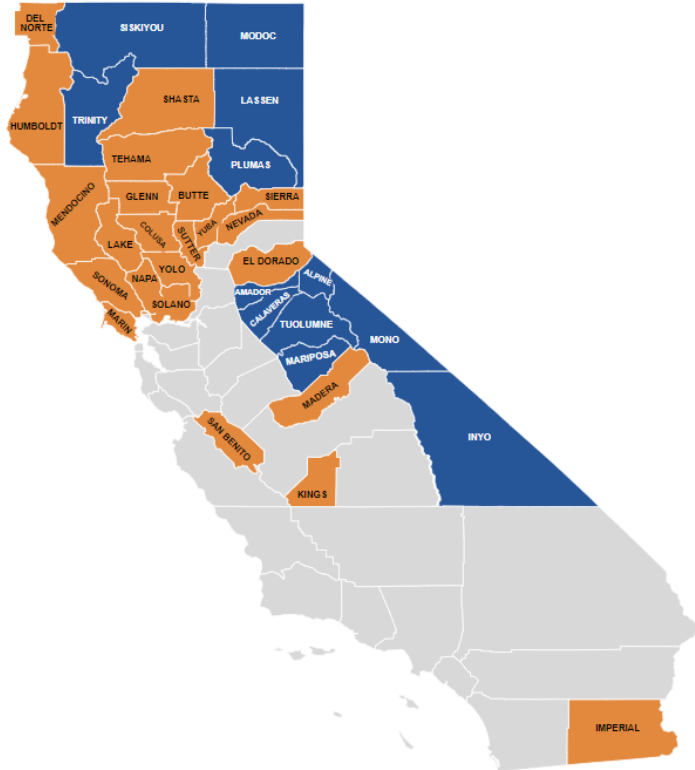 DEL
NORTE
SISKIYOU
MODOC
SHASTA
LASSEN
HUMBOLDT
TRINITY
TEHAMA
PLUMAS
MENDOCINO
GLENN
BUTTE
SIERRA
COLUSA
SUTTER
YUBA
NEVADA
LAKE
EL DORADO
SONOMA
NAPA
YOLO
ALPINE
AMADOR
SOLANO
CALAVERAS
MARIN
TUOLUMNE
MONO
MARIPOSA
MADERA
SAN BENITO
INYO
KINGS
IMPERIAL